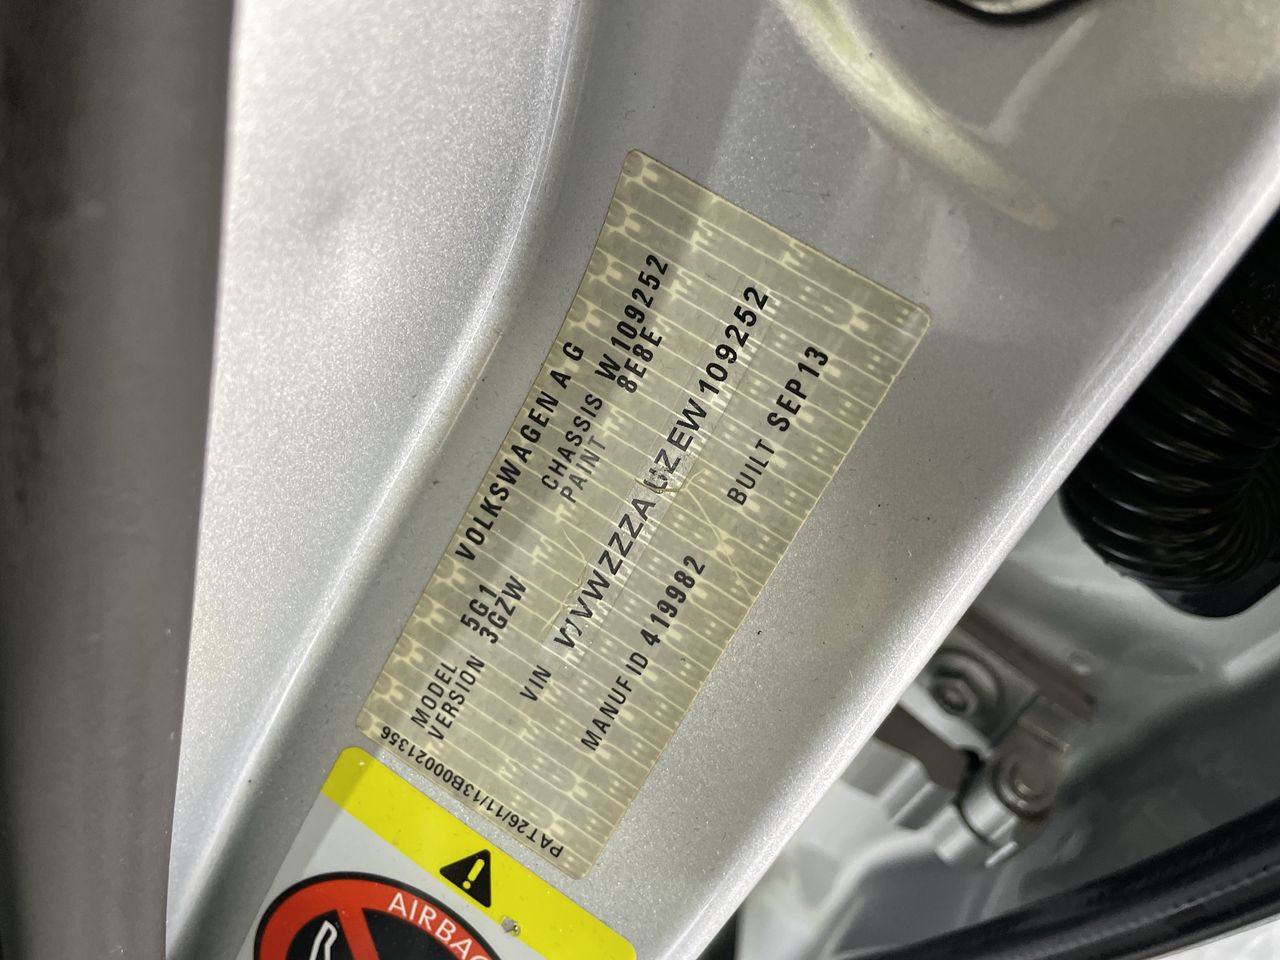 VOLKSWAGEN A G
MODEL 5G1 CHASSIS W109252
VERSION 3GZW PAINT 8E8E
VIN WVWZZZAUZEW109252
MANUF ID 419982 BUILT SEP13
PAT26/11/13B00021356
AIRBAG